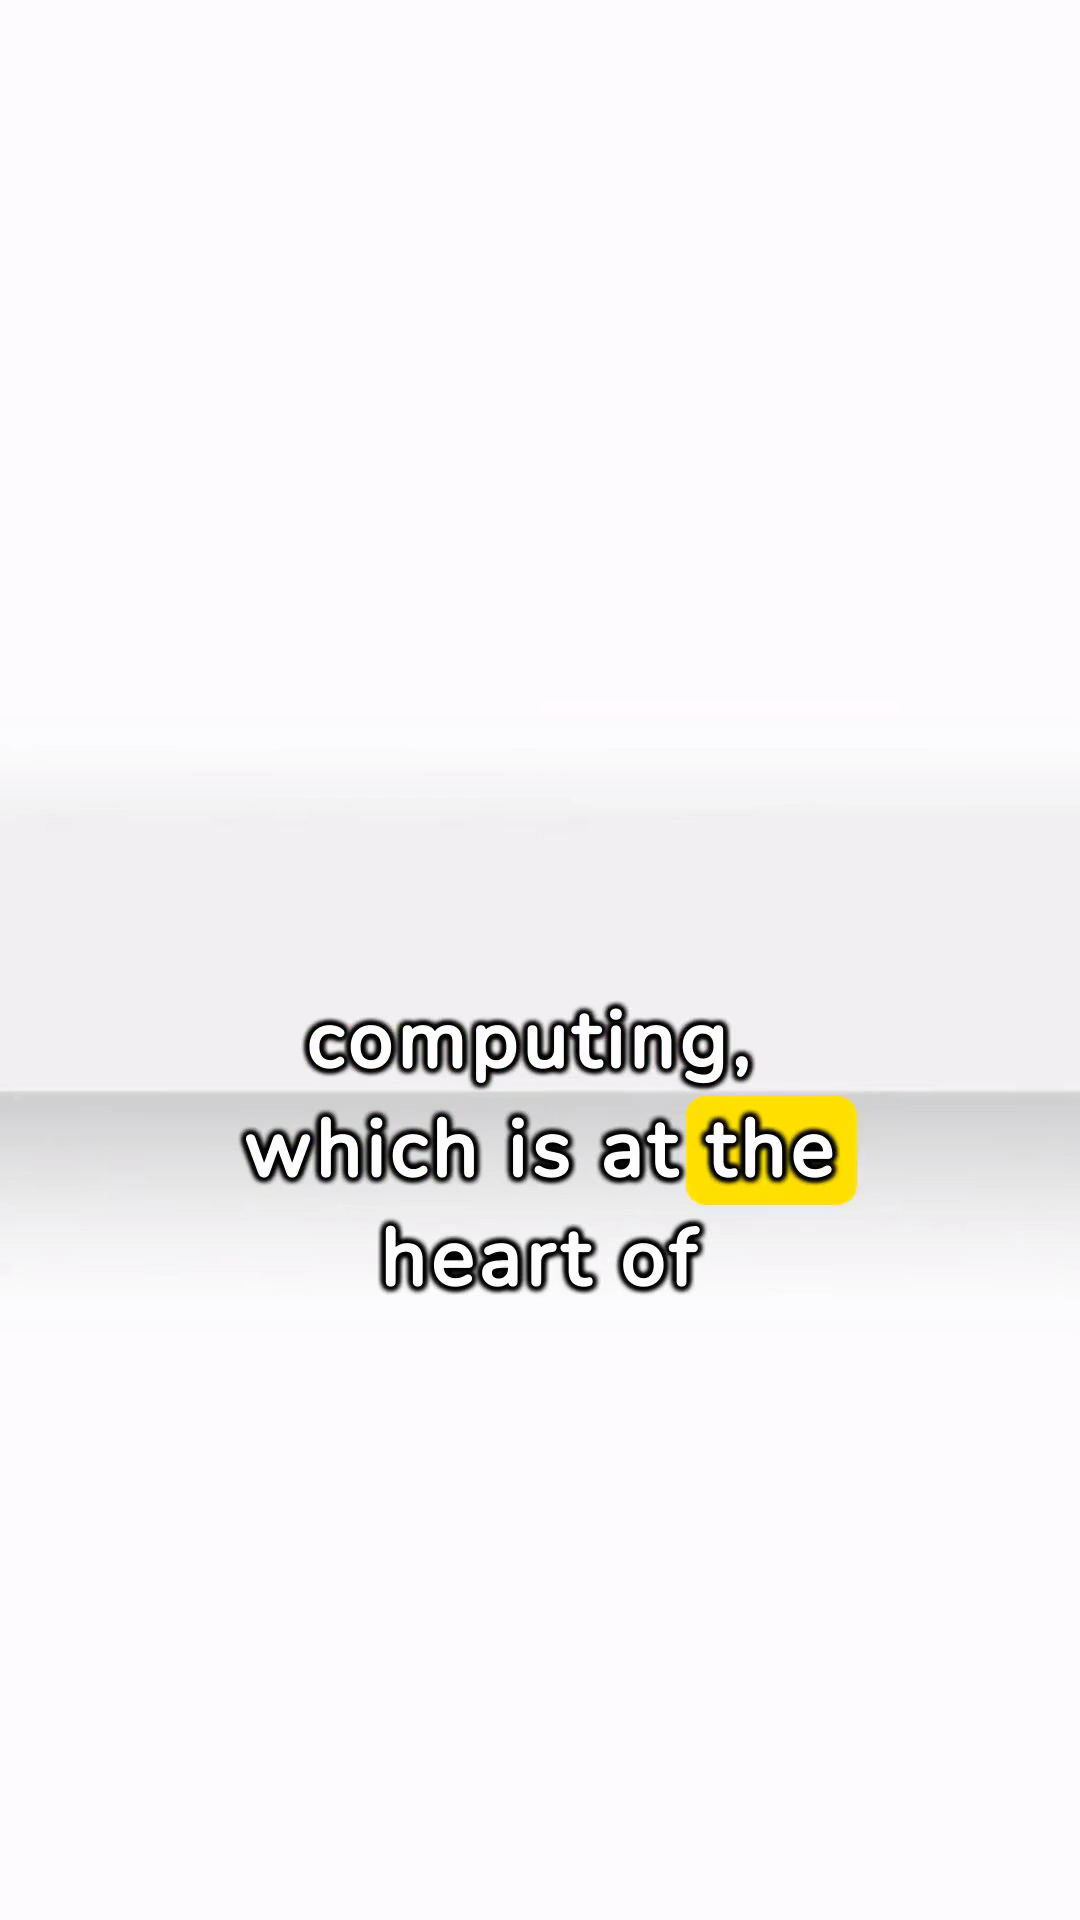 computing,
which is at the
heart of